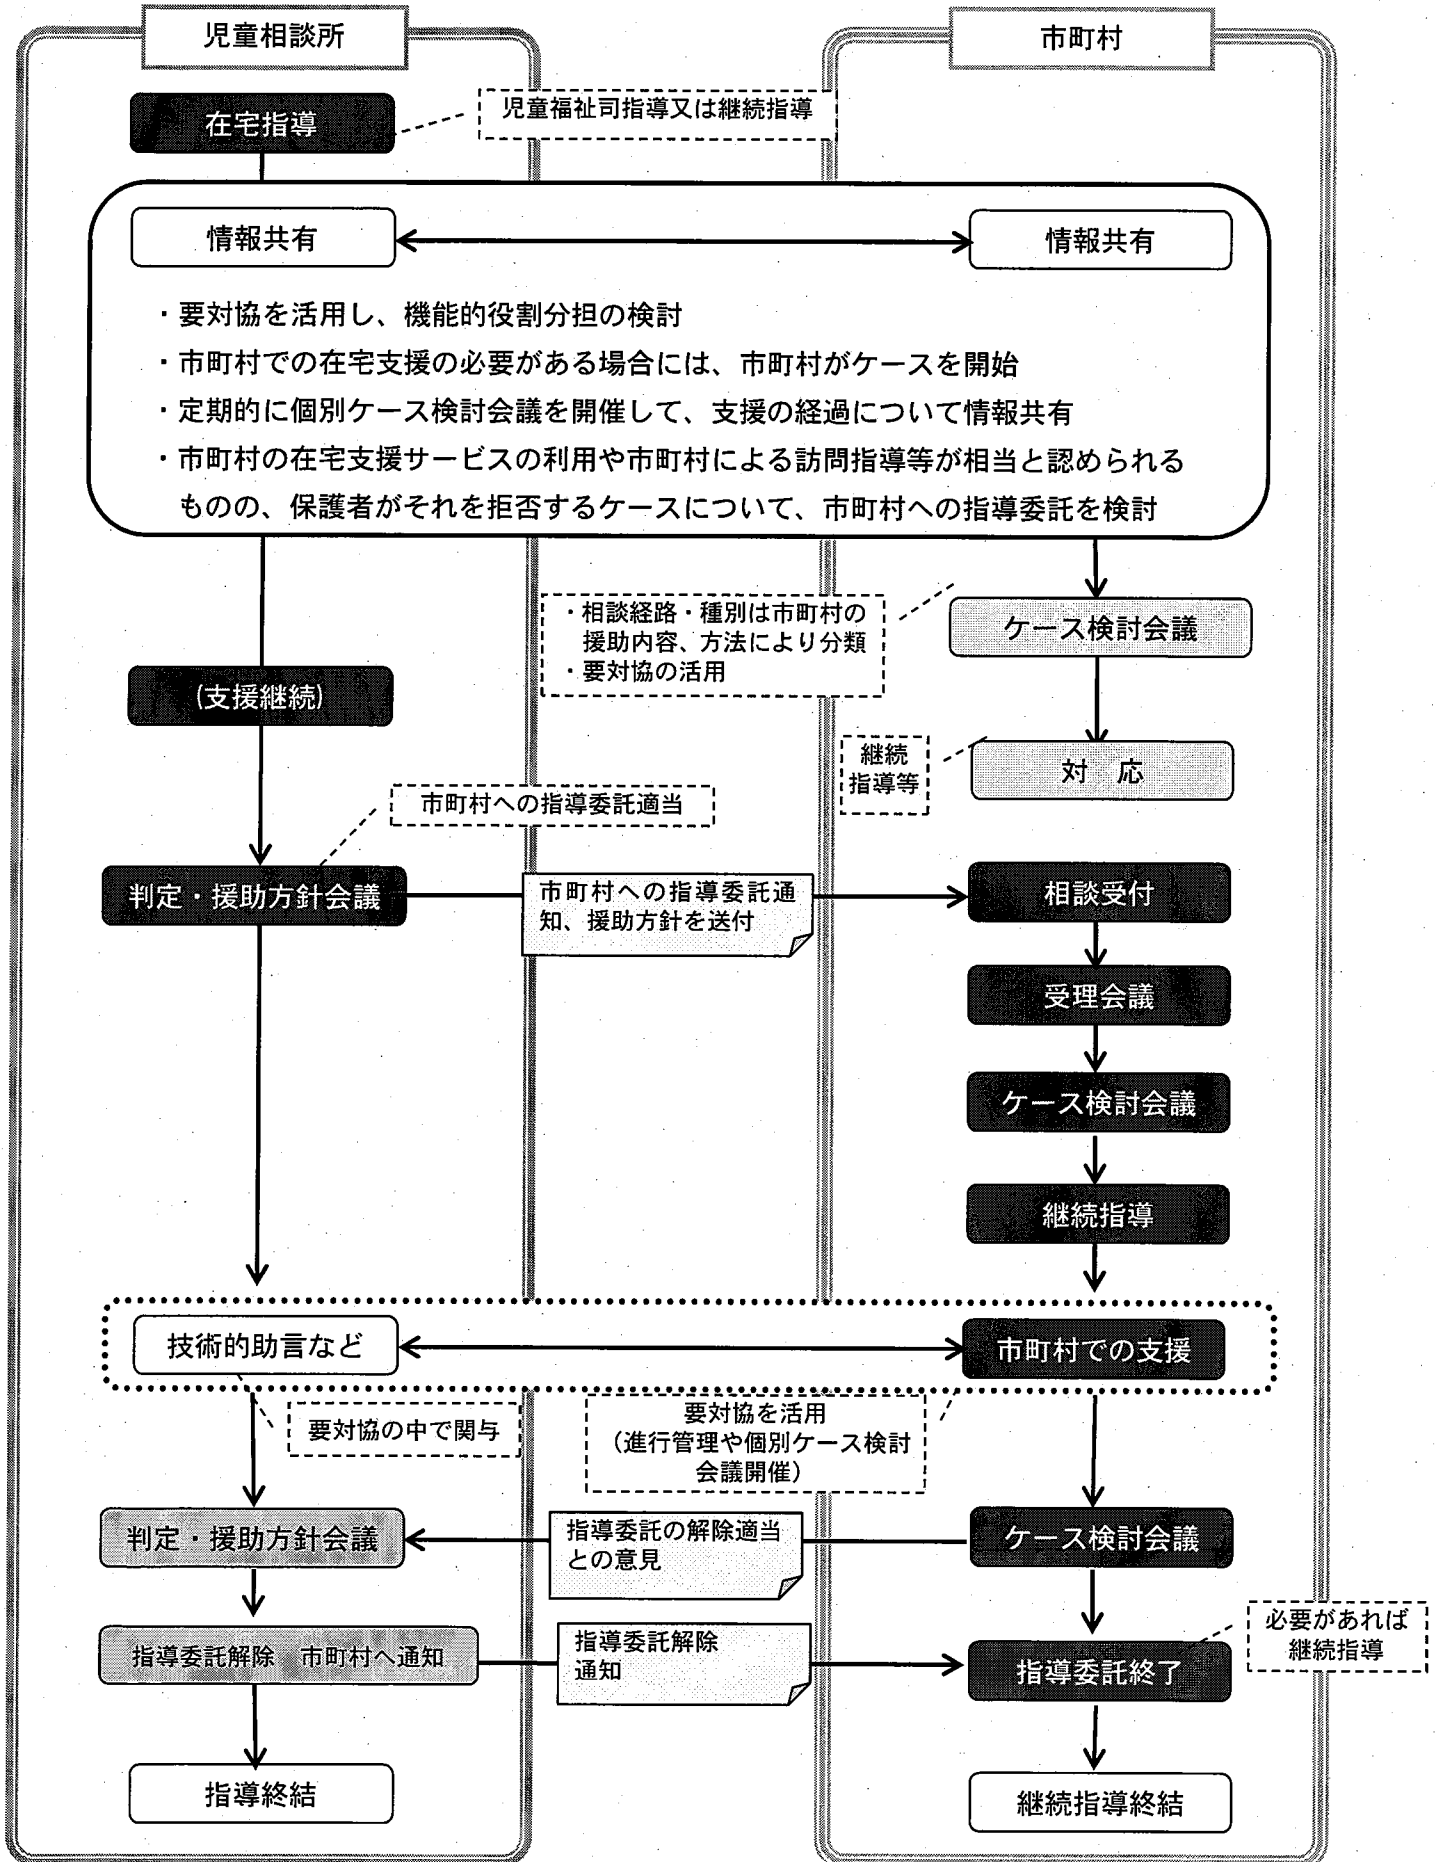 児童相談所
市町村
在宅指導
児童福祉司指導又は継続指導
情報共有
情報共有
・要対協を活用し、機能的役割分担の検討
・市町村での在宅支援の必要がある場合には、市町村がケースを開始
・定期的に個別ケース検討会議を開催して、支援の経過について情報共有
・市町村の在宅支援サービスの利用や市町村による訪問指導等が相当と認められる
ものの、保護者がそれを拒否するケースについて、市町村への指導委託を検討
・相談経路・種別は市町村の
援助内容、方法により分類
・要対協の活用
ケース検討会議
(支援継続)
継続
指導等
対　応
市町村への指導委託適当
判定・援助方針会議
市町村への指導委託通
知、援助方針を送付
相談受付
受理会議
ケース検討会議
継続指導
技術的助言など
市町村での支援
要対協の中で関与
要対協を活用
（進行管理や個別ケース検討
会議開催）
判定・援助方針会議
指導委託の解除適当
との意見
ケース検討会議
指導委託解除　市町村へ通知
指導委託解除
通知
指導委託終了
必要があれば
継続指導
指導終結
継続指導終結